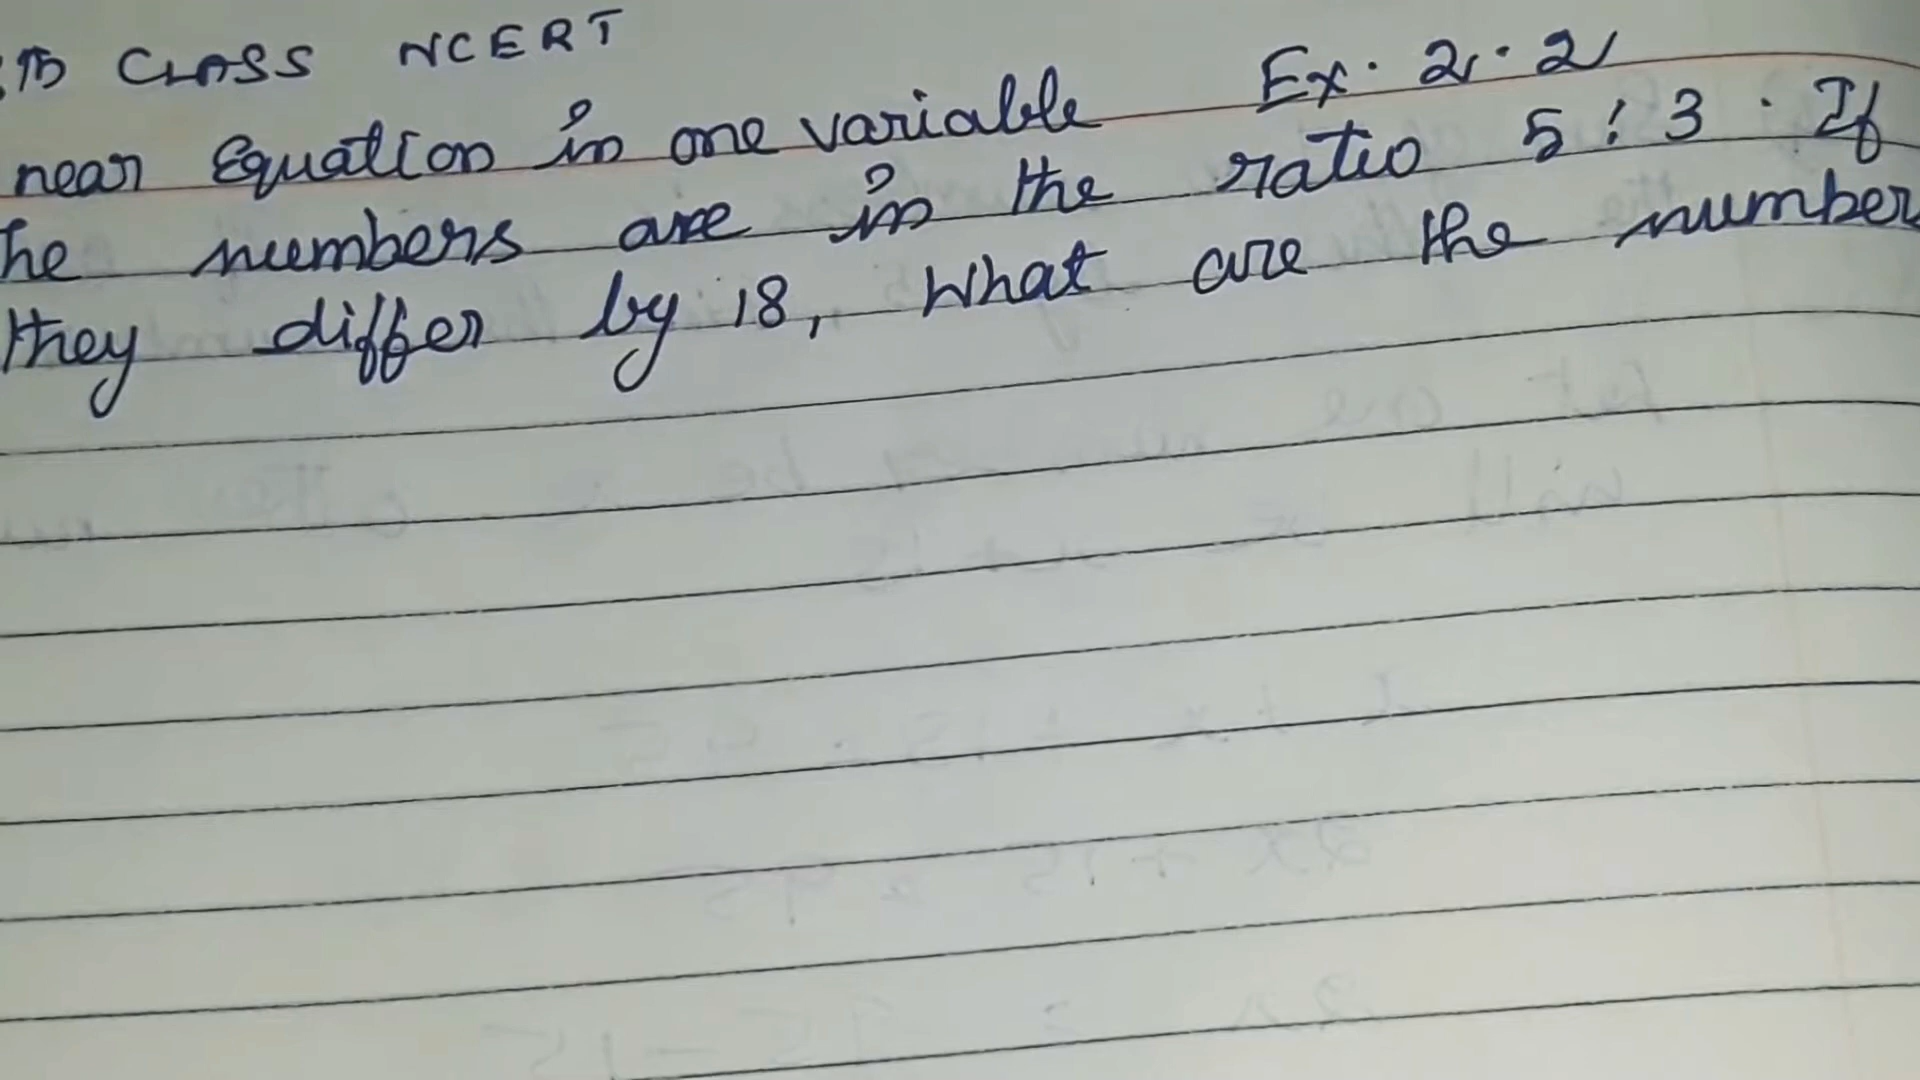 CLASS NCERT
near Equation in one variable Ex. 2.2
he numbers are in the ratio 5:3. If
they differ by 18, what are the number